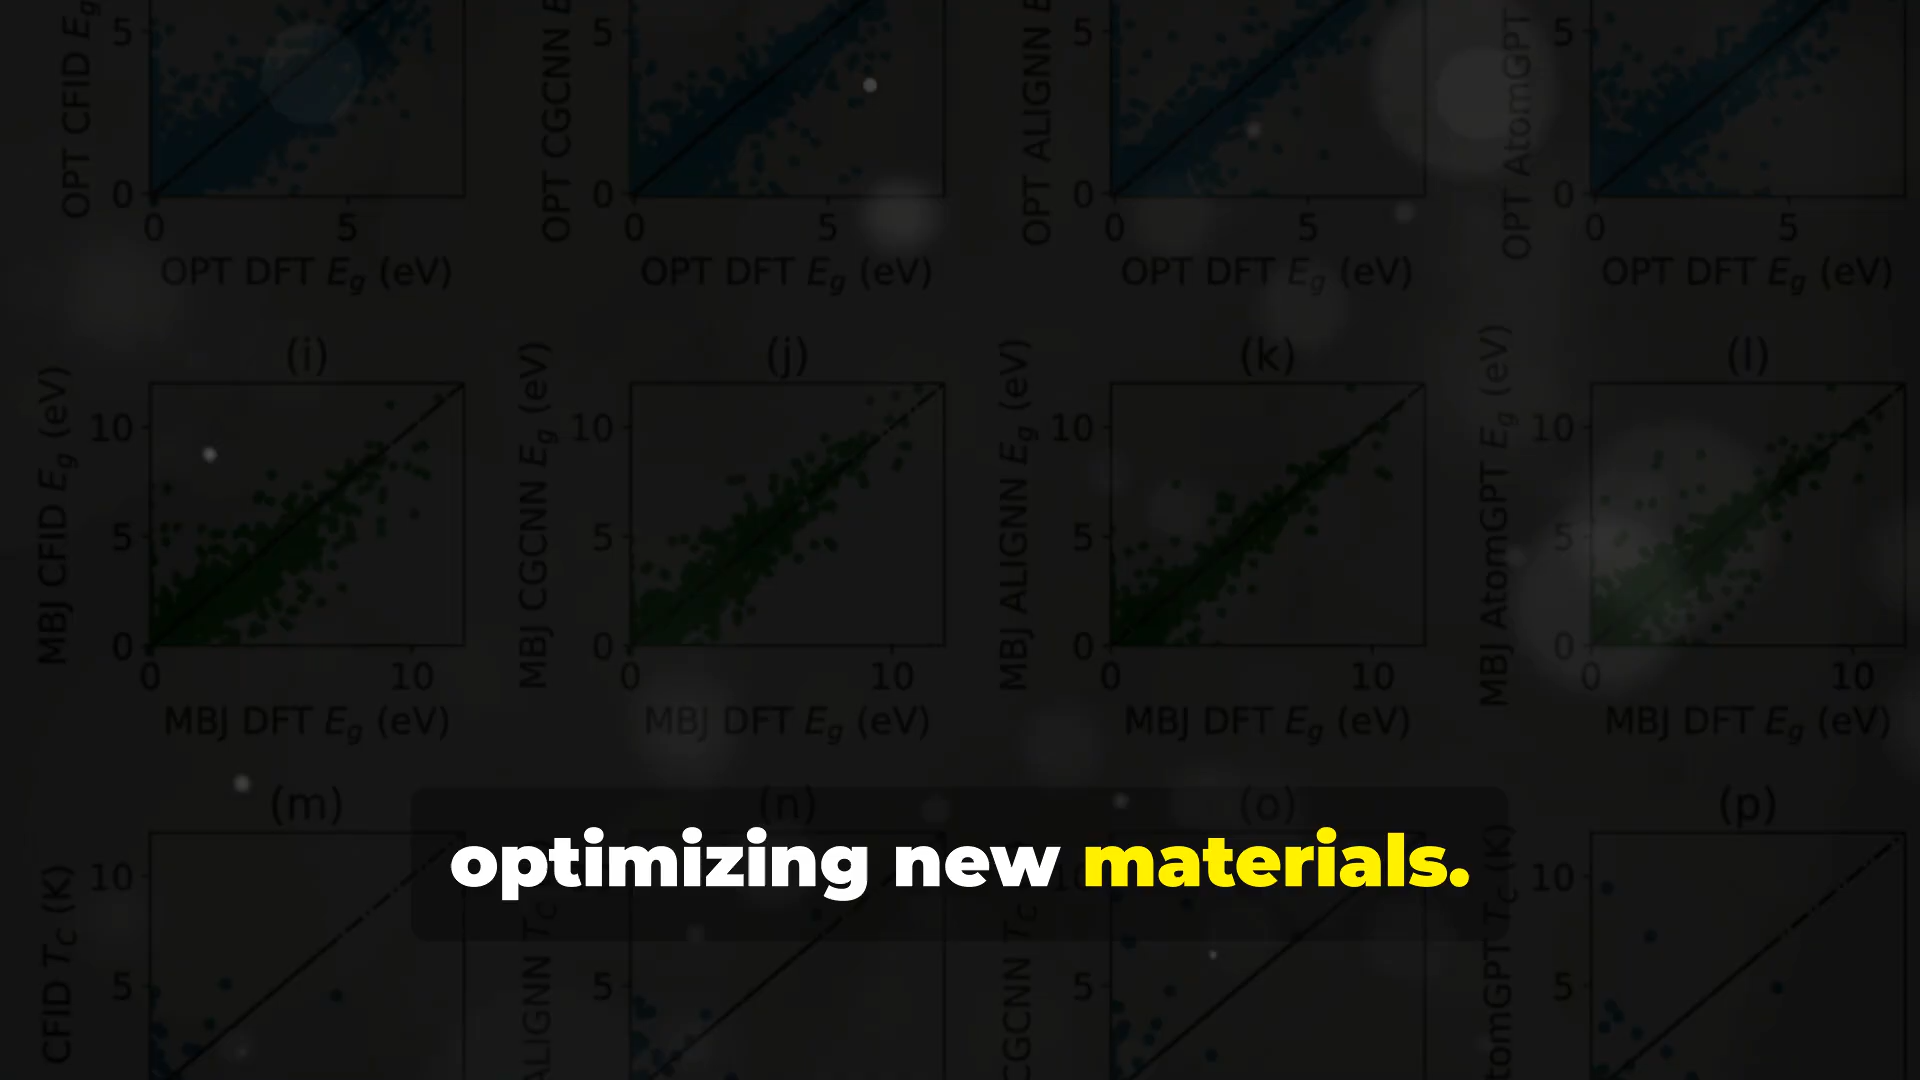 OPT CFID Eg
5
0
0
5
OPT DFT Eg (eV)
OPT CGCNN E
5
0
0
5
OPT DFT Eg (eV)
OPT ALIGNN E
5
0
0
5
OPT DFT Eg (eV)
OPT AtomGPT
5
0
0
5
OPT DFT Eg (eV)
(i)
MBJ CFID Eg (eV)
10
5
0
0
10
MBJ DFT Eg (eV)
(j)
MBJ CGCNN Eg (eV)
10
5
0
0
10
MBJ DFT Eg (eV)
(k)
MBJ ALIGNN Eg (eV)
10
5
0
0
10
MBJ DFT Eg (eV)
(l)
MBJ AtomGPT Eg (eV)
10
5
0
0
10
MBJ DFT Eg (eV)
(m)
CFID TC (K)
10
5
(n)
ALIGNN TC
5
(o)
CGCNN TC
5
(p)
tomGPT TC (K)
10
5
optimizing new materials.